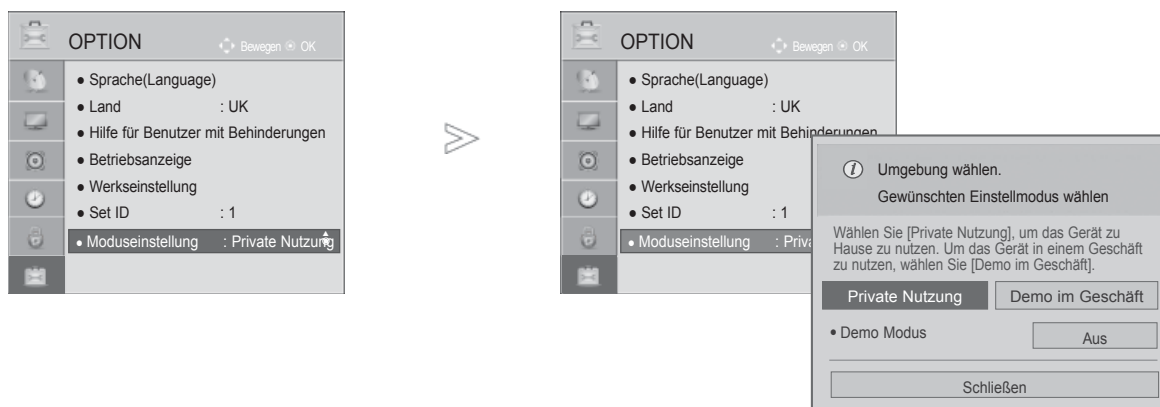 OPTION
Bewegen OK
● Sprache(Language)
● Land : UK
● Hilfe für Benutzer mit Behinderungen
● Betriebsanzeige
● Werkseinstellung
● Set ID : 1
● Moduseinstellung : Private Nutzung
OPTION
Bewegen OK
● Sprache(Language)
● Land : UK
● Hilfe für Benutzer mit Behinderungen
● Betriebsanzeige
● Werkseinstellung
● Set ID : 1
● Moduseinstellung : Priva
Umgebung wählen.
Gewünschten Einstellmodus wählen
Wählen Sie [Private Nutzung], um das Gerät zu
Hause zu nutzen. Um das Gerät in einem Geschäft
zu nutzen, wählen Sie [Demo im Geschäft].
Private Nutzung Demo im Geschäft
• Demo Modus Aus
Schließen